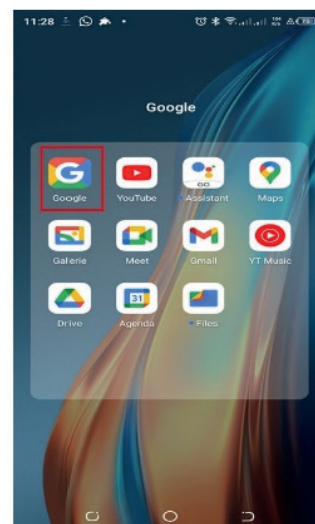 11:28
Google
Google YouTube Assistant Maps
GO
Galerie Meet Gmail YT Music
31
Drive Agenda Files